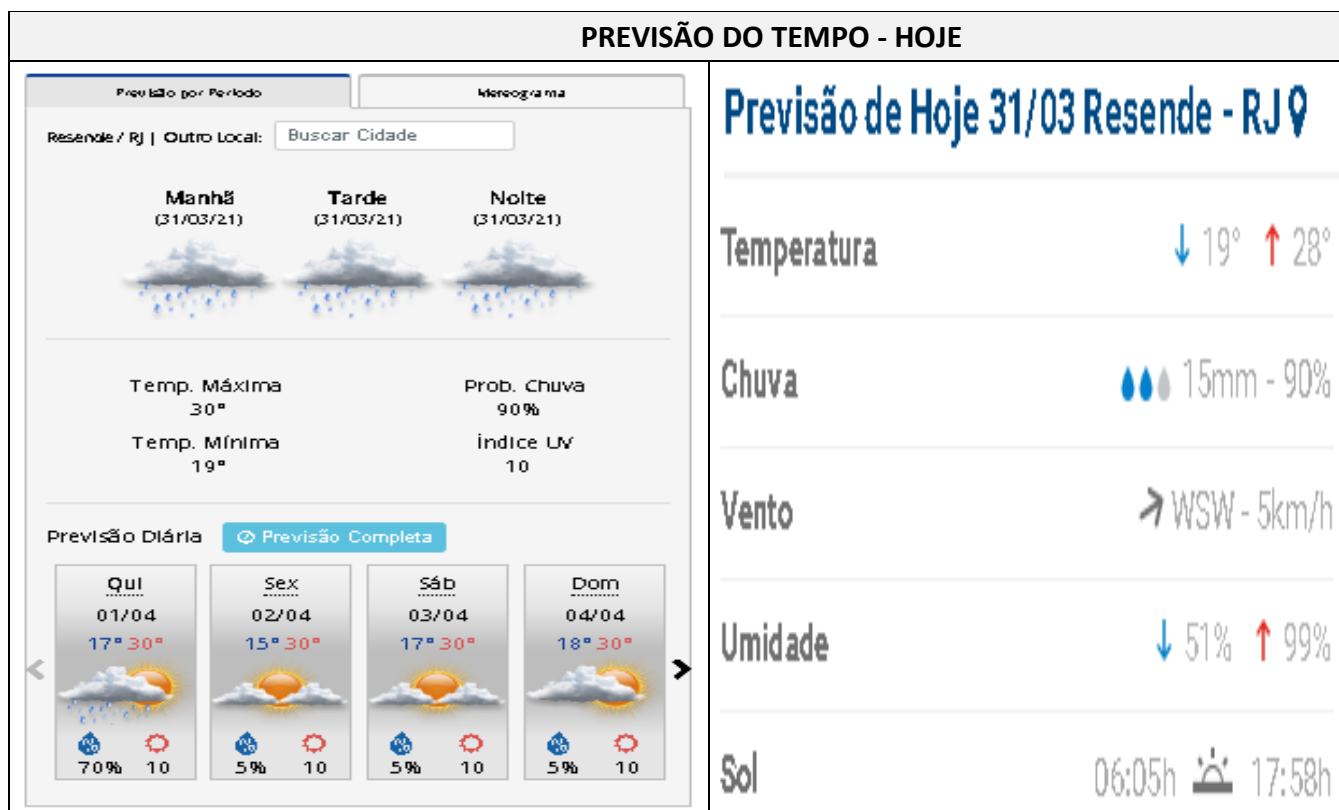 PREVISÃO DO TEMPO - HOJE
Previsão por Período
Meteograma
Resende / RJ | Outro Local: Buscar Cidade
Manhã Tarde Noite
(31/03/21) (31/03/21) (31/03/21)
Temp. Máxima Prob. Chuva
30° 90%
Temp. Mínima Índice UV
19° 10
Previsão Diária Previsão Completa
Qui Sex Sáb Dom
01/04 02/04 03/04 04/04
17° 30° 15° 30° 17° 30° 18° 30°
70% 10 5% 10 5% 10 5% 10
Previsão de Hoje 31/03 Resende - RJ
Temperatura ↓ 19° ↑ 28°
Chuva 15mm - 90%
Vento WSW - 5km/h
Umidade ↓ 51% ↑ 99%
Sol 06:05h 17:58h